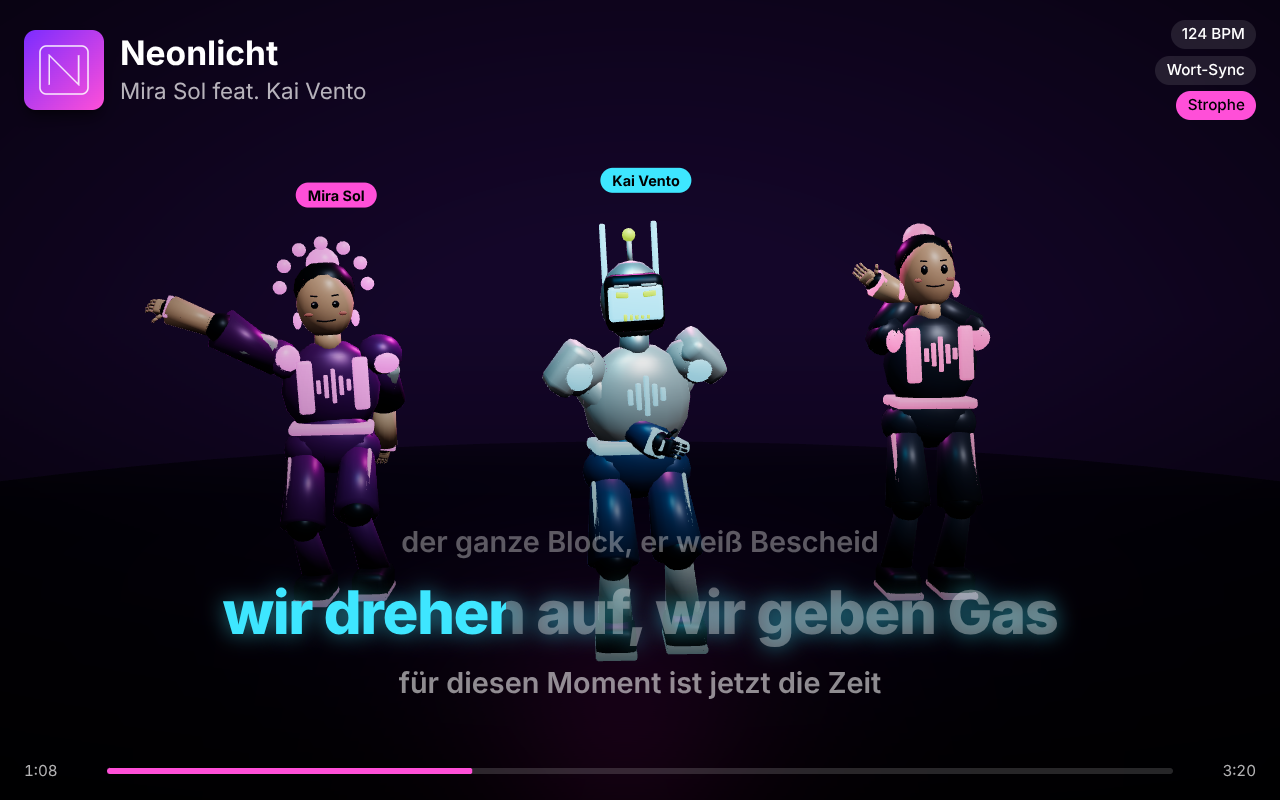 N
Neonlicht
Mira Sol feat. Kai Vento
124 BPM
Wort-Sync
Strophe
Mira Sol
Kai Vento
der ganze Block, er weiß Bescheid
wir drehen auf, wir geben Gas
für diesen Moment ist jetzt die Zeit
1:08
3:20